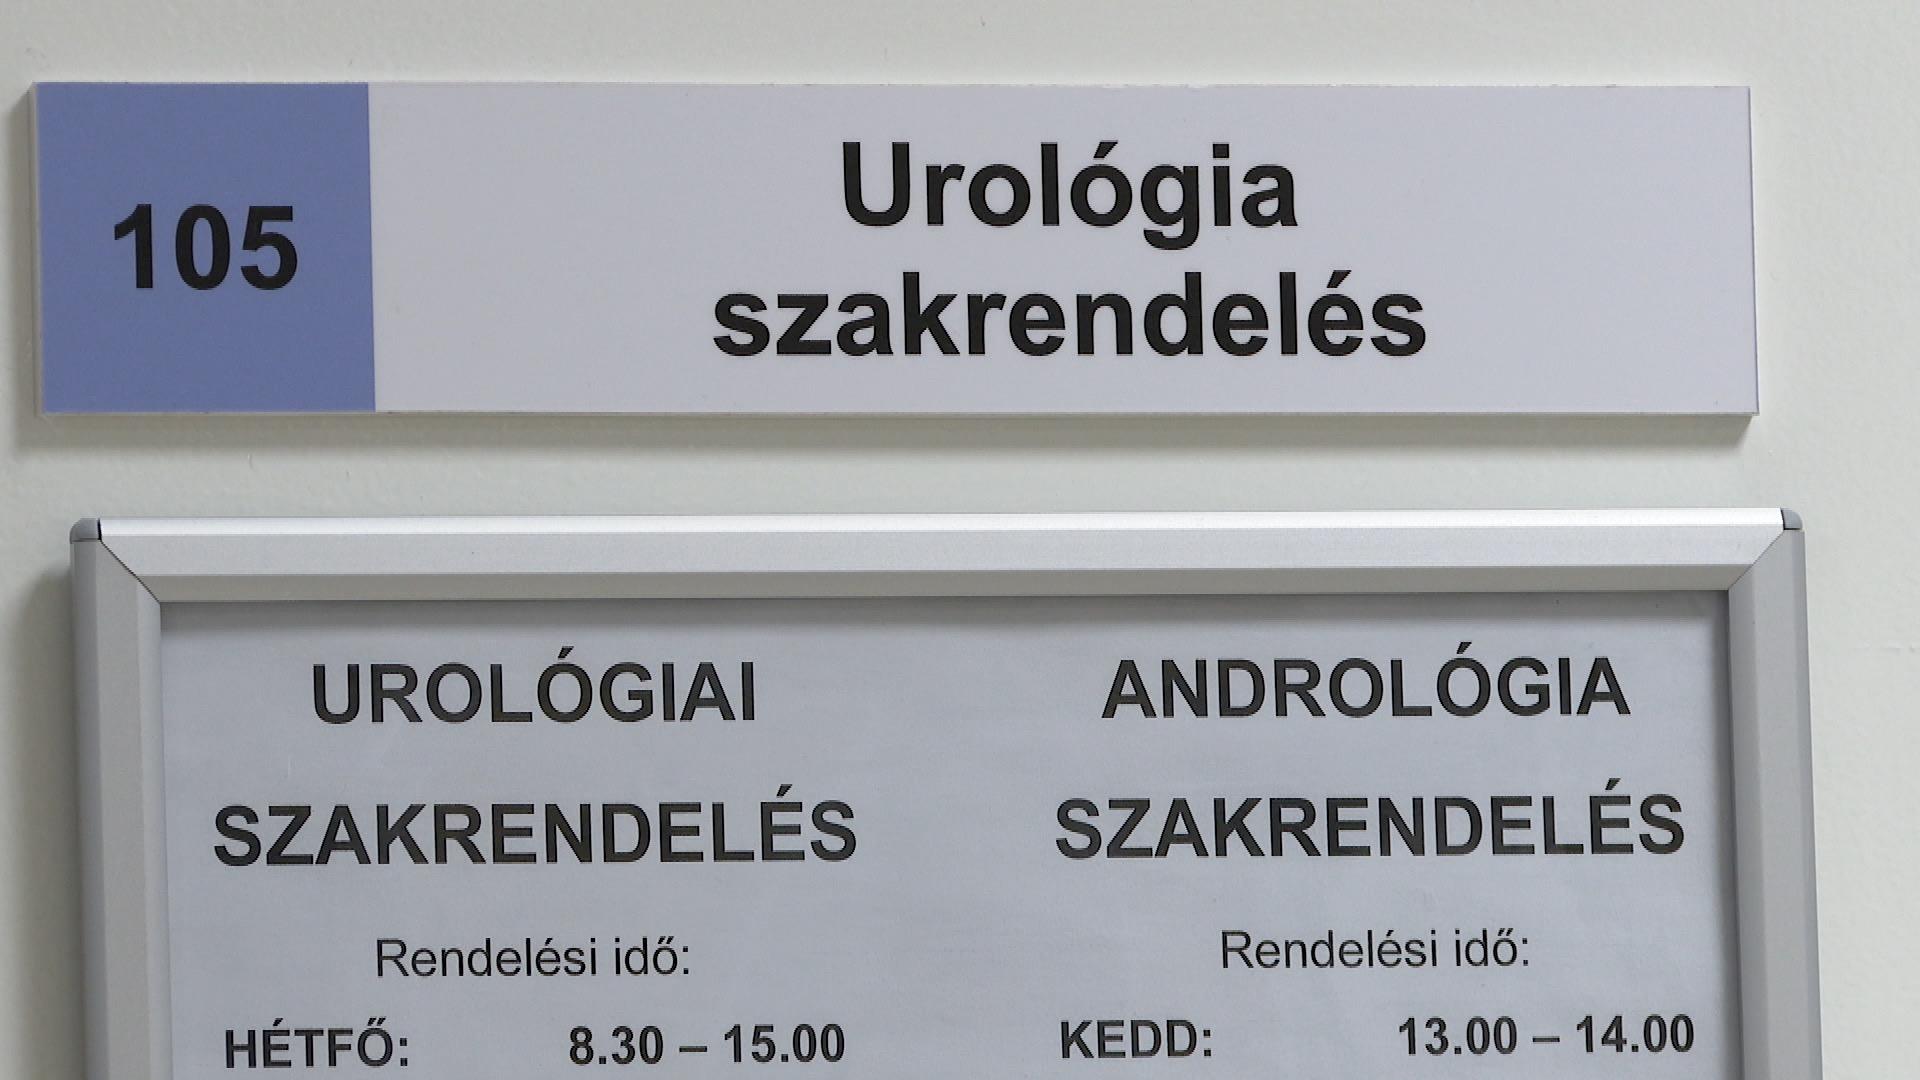 105
Urológia
szakrendelés
UROLÓGIAI
SZAKRENDELÉS
Rendelési idő:
HÉTFŐ: 8.30 – 15.00
ANDROLÓGIA
SZAKRENDELÉS
Rendelési idő:
KEDD: 13.00 – 14.00